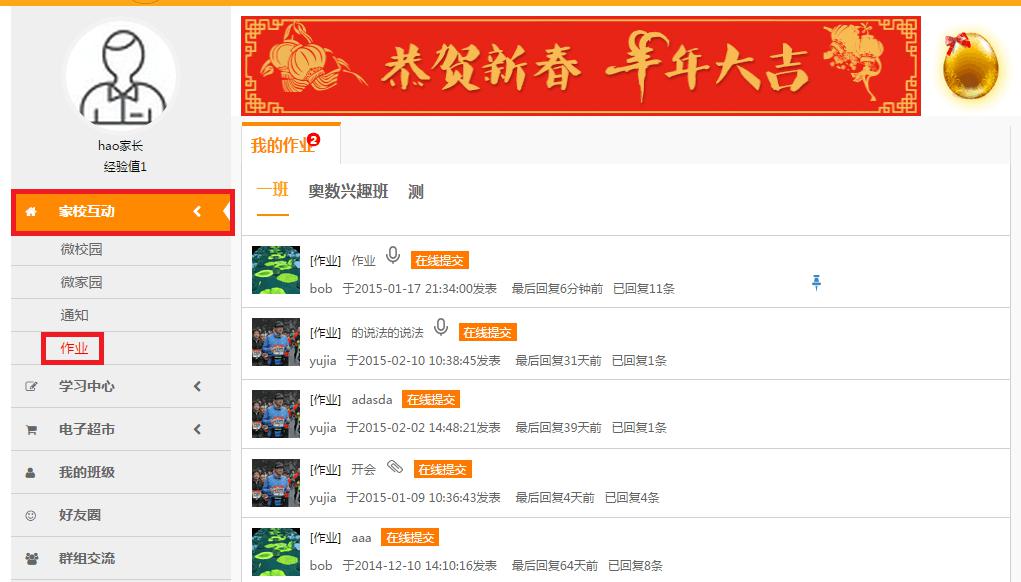 恭贺新春 羊年大吉
hao家长
经验值1
家校互动
微校园
微家园
通知
作业
学习中心
电子超市
我的班级
好友圈
群组交流
我的作业 2
一班 奥数兴趣班 测
[作业] 作业 在线提交
bob 于2015-01-17 21:34:00发表 最后回复6分钟前 已回复11条
[作业] 的说法的说法 在线提交
yujia 于2015-02-10 10:38:45发表 最后回复31天前 已回复1条
[作业] adasda 在线提交
yujia 于2015-02-02 14:48:21发表 最后回复39天前 已回复1条
[作业] 开会 在线提交
yujia 于2015-01-09 10:36:43发表 最后回复4天前 已回复4条
[作业] aaa 在线提交
bob 于2014-12-10 14:10:16发表 最后回复64天前 已回复8条